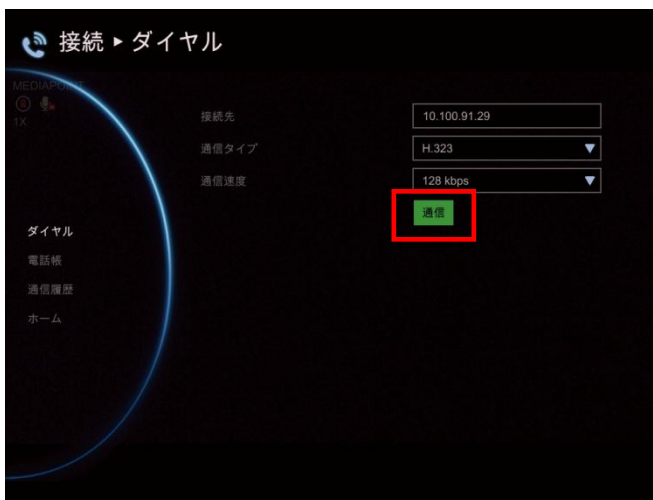 接続 ▸ ダイヤル
MEDIAPOINT
1X
接続先 10.100.91.29
通信タイプ H.323
通信速度 128 kbps
通信
ダイヤル
電話帳
通信履歴
ホーム